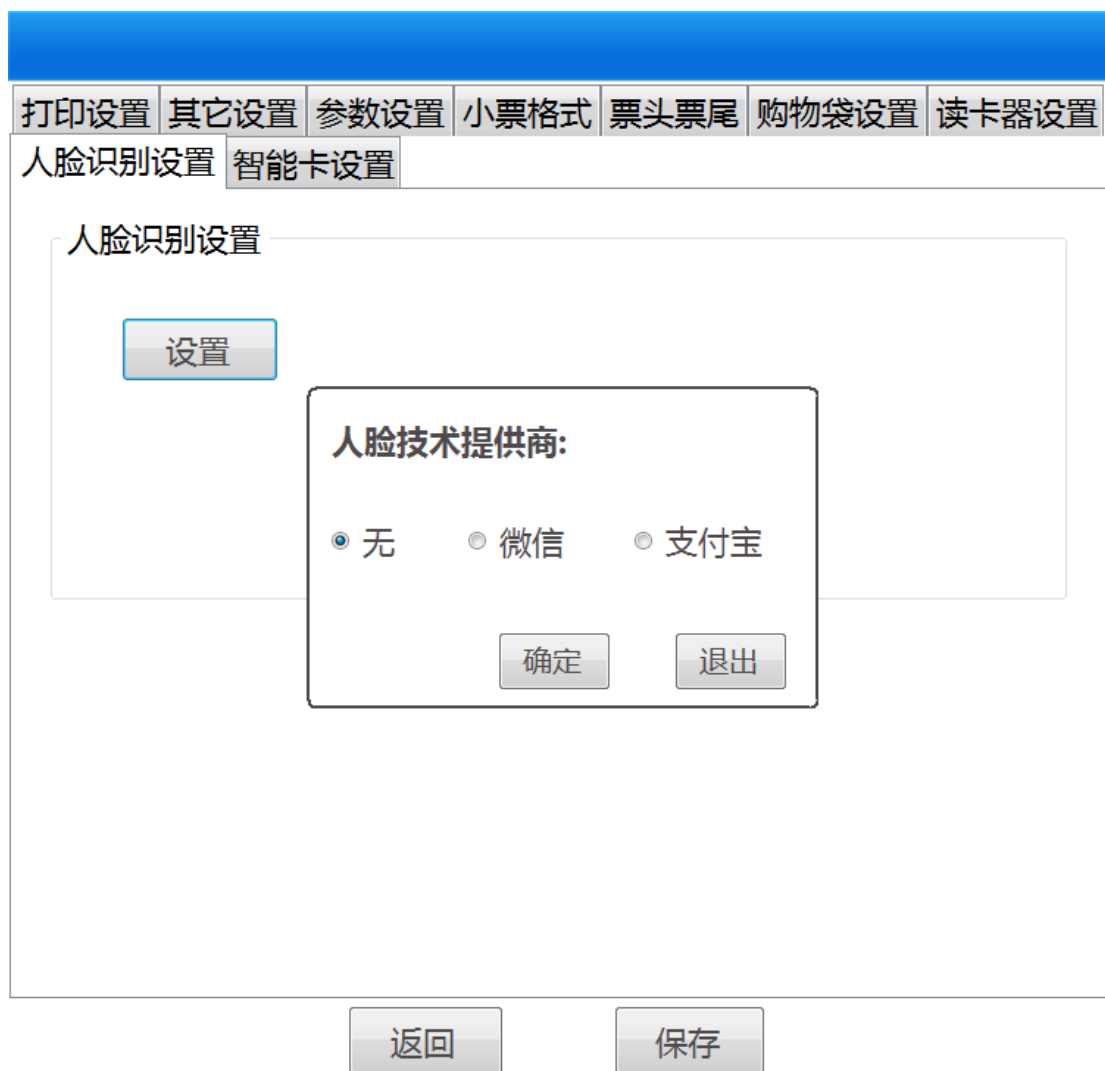 打印设置 其它设置 参数设置 小票格式 票头票尾 购物袋设置 读卡器设置
人脸识别设置 智能卡设置
人脸识别设置
设置
人脸技术提供商:
无 微信 支付宝
确定 退出
返回 保存